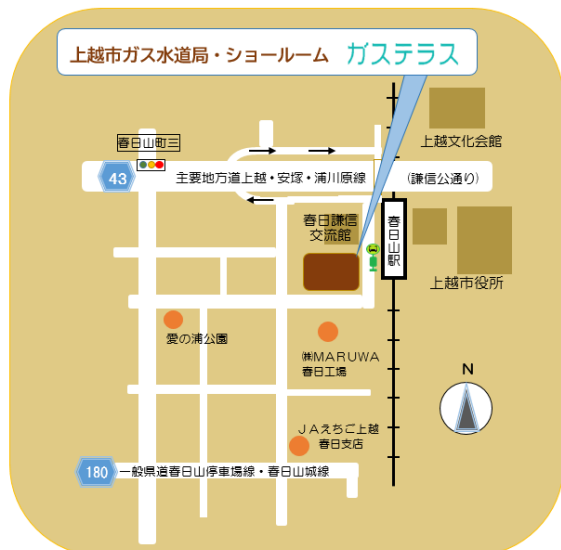 上越市ガス水道局・ショールーム ガステラス
上越文化会館
春日山町三
43
主要地方道上越・安塚・浦川原線
(謙信公通り)
春日謙信
交流館
春日山駅
上越市役所
愛の浦公園
㈱MARUWA
春日工場
N
JAえちご上越
春日支店
180
一般県道春日山停車場線・春日山城線